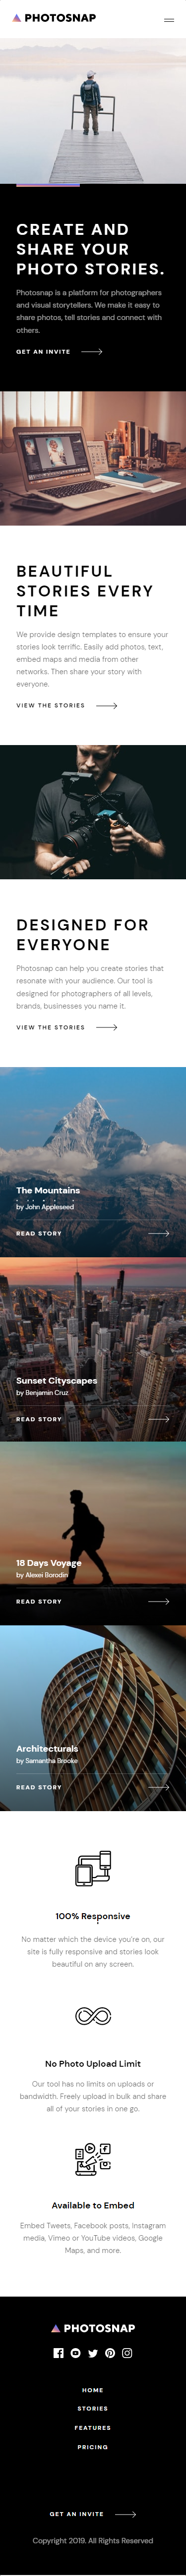 PHOTOSNAP
CREATE AND
SHARE YOUR
PHOTO STORIES.
Photosnap is a platform for photographers
and visual storytellers. We make it easy to
share photos, tell stories and connect with
others.
GET AN INVITE
BEAUTIFUL
STORIES EVERY
TIME
We provide design templates to ensure your
stories look terrific. Easily add photos, text,
embed maps and media from other
networks. Then share your story with
everyone.
VIEW THE STORIES
DESIGNED FOR
EVERYONE
Photosnap can help you create stories that
resonate with your audience. Our tool is
designed for photographers of all levels,
brands, businesses you name it.
VIEW THE STORIES
The Mountains
by John Appleseed
READ STORY
Sunset Cityscapes
by Benjamin Cruz
READ STORY
18 Days Voyage
by Alexei Borodin
READ STORY
Architecturals
by Samantha Brooke
READ STORY
100% Responsive
No matter which the device you're on, our
site is fully responsive and stories look
beautiful on any screen.
No Photo Upload Limit
Our tool has no limits on uploads or
bandwidth. Freely upload in bulk and share
all of your stories in one go.
Available to Embed
Embed Tweets, Facebook posts, Instagram
media, Vimeo or YouTube videos, Google
Maps, and more.
PHOTOSNAP
HOME
STORIES
FEATURES
PRICING
GET AN INVITE
Copyright 2019. All Rights Reserved